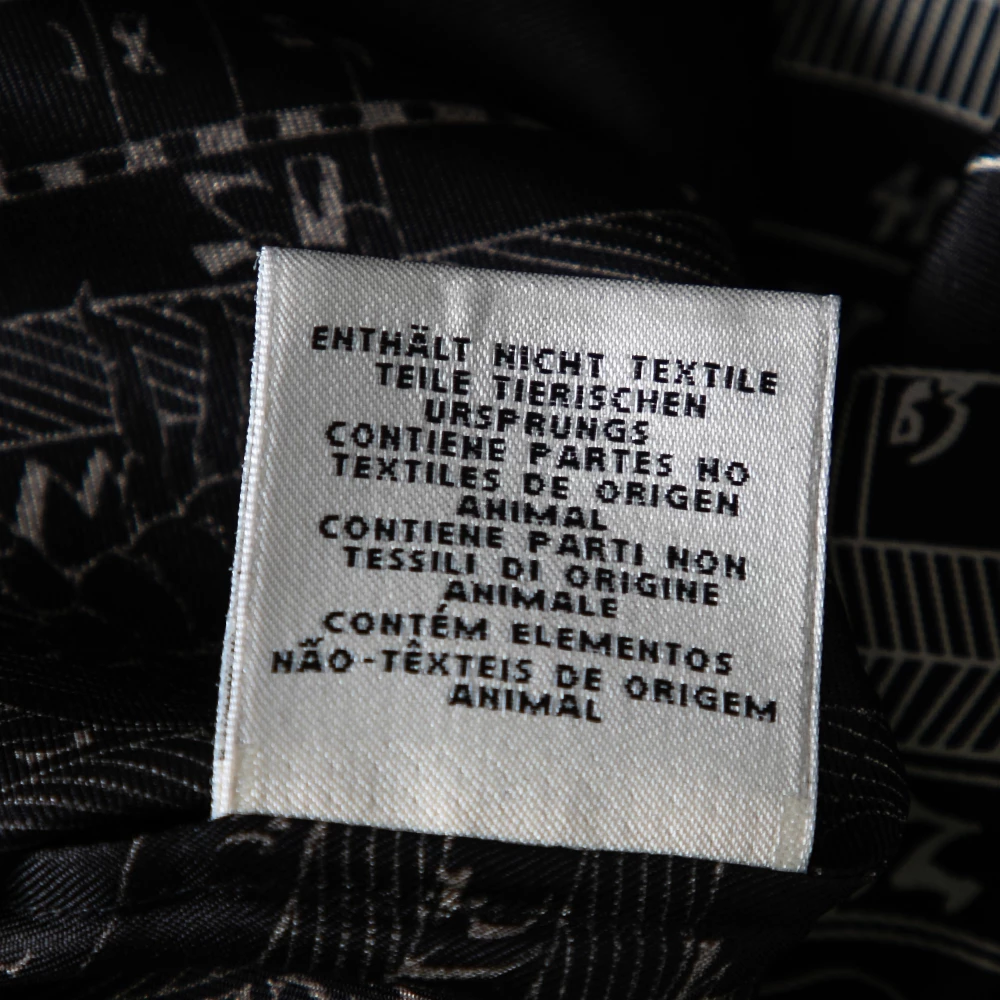 ENTHÄLT NICHT TEXTILE
TEILE TIERISCHEN
URSPRUNGS
CONTIENE PARTES NO
TEXTILES DE ORIGEN
ANIMAL
CONTIENE PARTI NON
TESSILI DI ORIGINE
ANIMALE
CONTÉM ELEMENTOS
NÃO-TÊXTEIS DE ORIGEM
ANIMAL